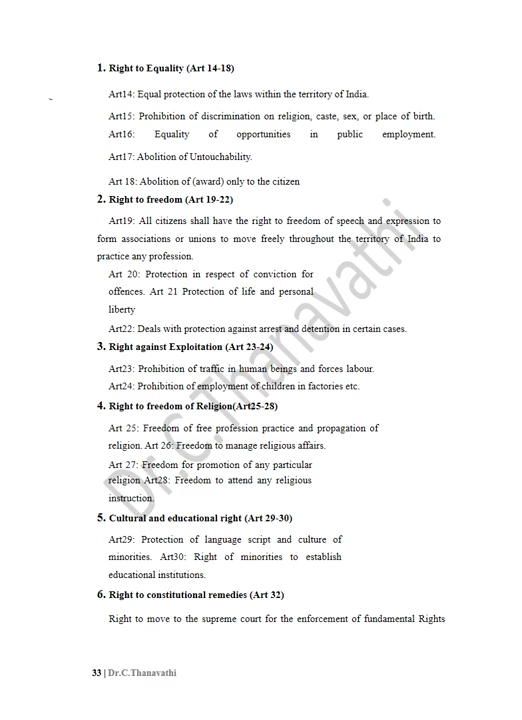 1. Right to Equality (Art 14-18)
Art14: Equal protection of the laws within the territory of India.
Art15: Prohibition of discrimination on religion, caste, sex, or place of birth.
Art16: Equality of opportunities in public employment.
Art17: Abolition of Untouchability.
Art 18: Abolition of (award) only to the citizen
2. Right to freedom (Art 19-22)
Art19: All citizens shall have the right to freedom of speech and expression to
form associations or unions to move freely throughout the territory of India to
practice any profession.
Art 20: Protection in respect of conviction for
offences. Art 21 Protection of life and personal
liberty
Art22: Deals with protection against arrest and detention in certain cases.
3. Right against Exploitation (Art 23-24)
Art23: Prohibition of traffic in human beings and forces labour.
Art24: Prohibition of employment of children in factories etc.
4. Right to freedom of Religion(Art25-28)
Art 25: Freedom of free profession practice and propagation of
religion. Art 26: Freedom to manage religious affairs.
Art 27: Freedom for promotion of any particular
religion Art28: Freedom to attend any religious
instruction.
5. Cultural and educational right (Art 29-30)
Art29: Protection of language script and culture of
minorities. Art30: Right of minorities to establish
educational institutions.
6. Right to constitutional remedies (Art 32)
Right to move to the supreme court for the enforcement of fundamental Rights
33 | Dr.C.Thanavathi
Dr.C.Thanavathi